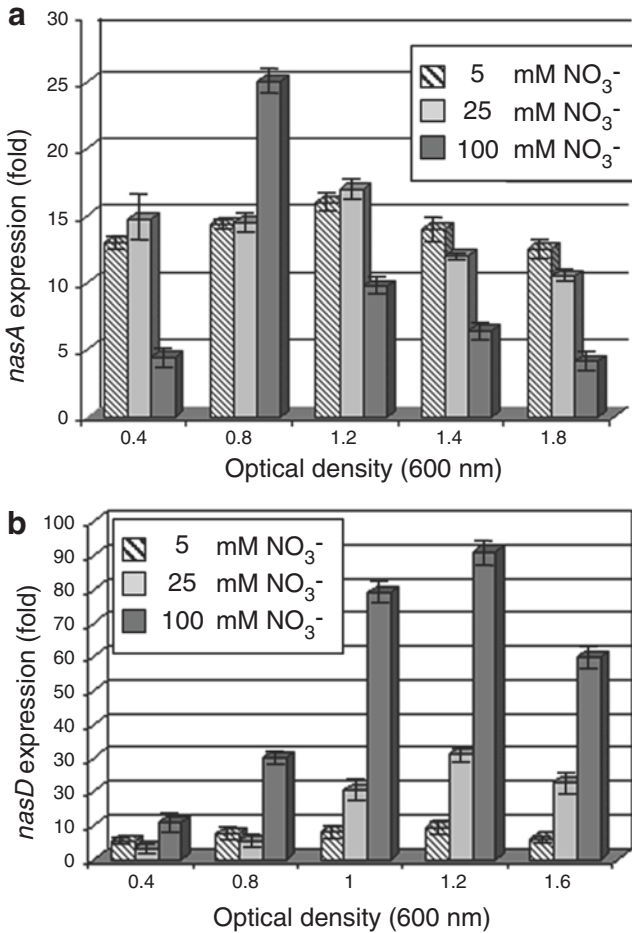 a
30
25
20
15
10
5
0
nasA expression (fold)
5 mM NO₃⁻
25 mM NO₃⁻
100 mM NO₃⁻
0.4 0.8 1.2 1.4 1.8
Optical density (600 nm)
b
100
90
80
70
60
50
40
30
30
10
0
nasD expression (fold)
5 mM NO₃⁻
25 mM NO₃⁻
100 mM NO₃⁻
0.4 0.8 1 1.2 1.6
Optical density (600 nm)